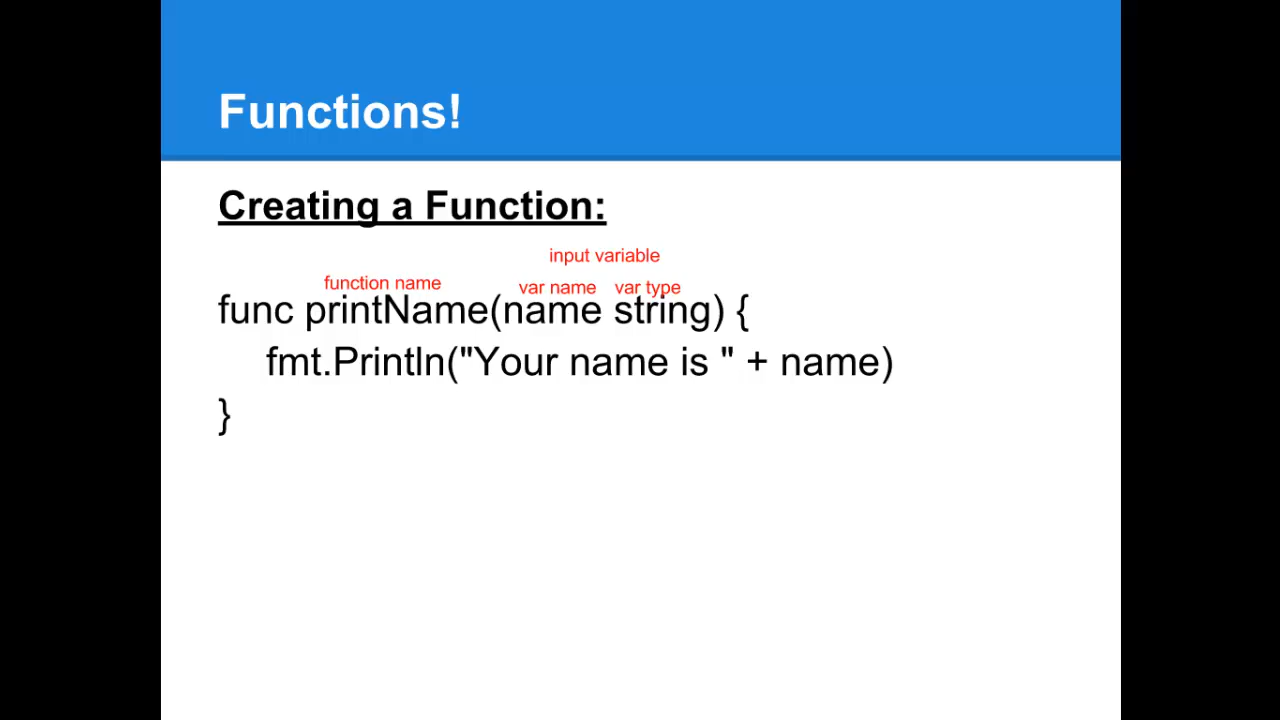 Functions!
Creating a Function:
input variable
function name var name var type
func printName(name string) {
fmt.Println("Your name is " + name)
}